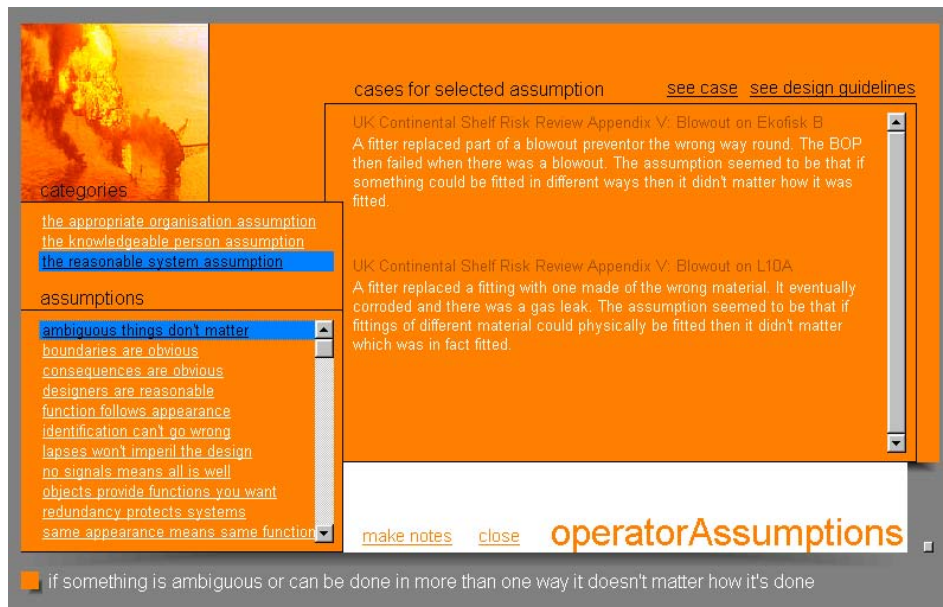 cases for selected assumption see case see design guidelines
UK Continental Shelf Risk Review Appendix V: Blowout on Ekofisk B
A fitter replaced part of a blowout preventor the wrong way round. The BOP
then failed when there was a blowout. The assumption seemed to be that if
something could be fitted in different ways then it didn't matter how it was
fitted.
UK Continental Shelf Risk Review Appendix V: Blowout on L10A
A fitter replaced a fitting with one made of the wrong material. It eventually
corroded and there was a gas leak. The assumption seemed to be that if
fittings of different material could physically be fitted then it didn't matter
which was in fact fitted.
categories
the appropriate organisation assumption
the knowledgeable person assumption
the reasonable system assumption
assumptions
ambiguous things don't matter
boundaries are obvious
consequences are obvious
designers are reasonable
function follows appearance
identification can't go wrong
lapses won't imperil the design
no signals means all is well
objects provide functions you want
redundancy protects systems
same appearance means same function
make notes close operatorAssumptions
if something is ambiguous or can be done in more than one way it doesn't matter how it's done